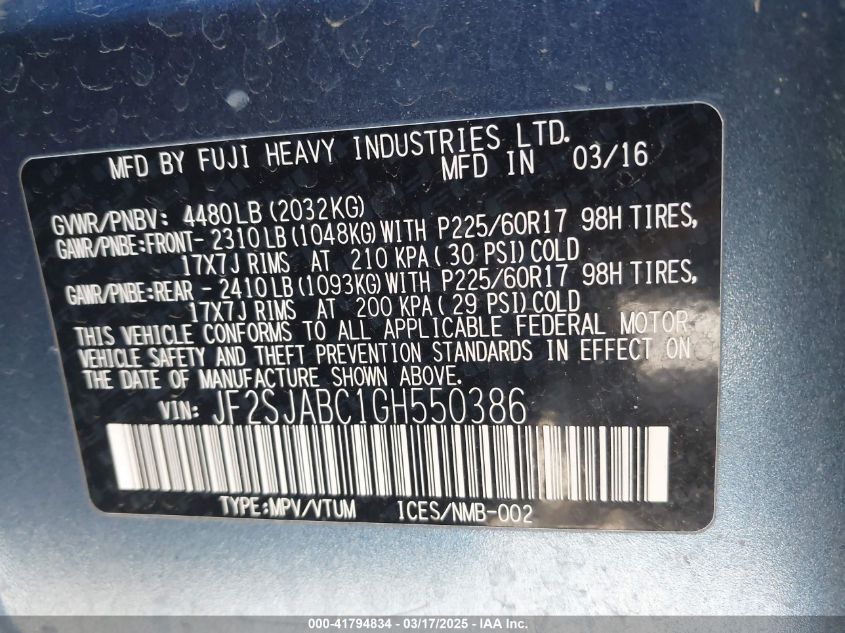 MFD BY FUJI HEAVY INDUSTRIES LTD.
MFD IN 03/16
GVWR/PNBV: 4480LB (2032KG)
GAWR/PNBE:FRONT- 2310LB (1048KG) WITH P225/60R17 98H TIRES,
17X7J RIMS AT 210 KPA (30 PSI) COLD
GAWR/PNBE:REAR - 2410LB (1093KG) WITH P225/60R17 98H TIRES,
17X7J RIMS AT 200 KPA (29 PSI) COLD
THIS VEHICLE CONFORMS TO ALL APPLICABLE FEDERAL MOTOR
VEHICLE SAFETY AND THEFT PREVENTION STANDARDS IN EFFECT ON
THE DATE OF MANUFACTURE SHOWN ABOVE.
VIN: JF2SJABC1GH550386
TYPE:MPV/VTUM ICES/NMB-002
000-41794834 - 03/17/2025 - IAA Inc.